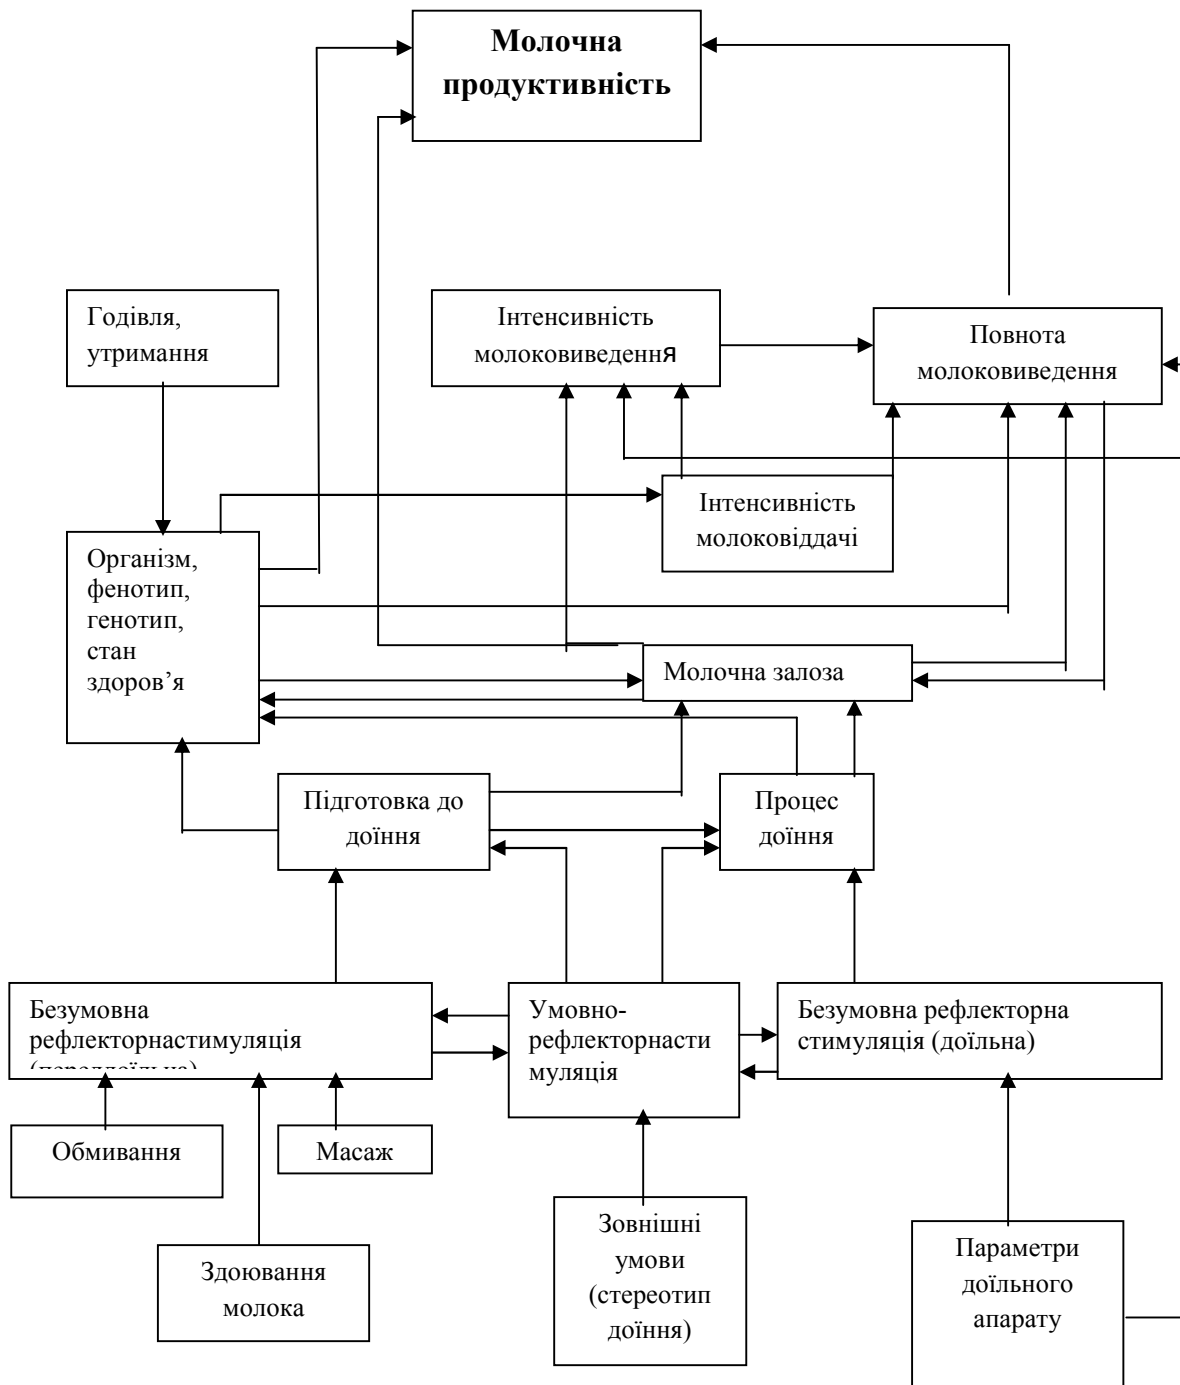 Молочна
продуктивність
Годівля,
утримання
Інтенсивність
молоковиведення
Повнота
молоковиведення
Інтенсивність
молоковіддачі
Організм,
фенотип,
генотип,
стан
здоров’я
Молочна залоза
Підготовка до
доїння
Процес
доїння
Безумовна
рефлекторнастимуляція
(переддоїльна)
Умовно-
рефлекторнасти
муляція
Безумовна рефлекторна
стимуляція (доїльна)
Обмивання
Масаж
Здоювання
молока
Зовнішні
умови
(стереотип
доїння)
Параметри
доїльного
апарату